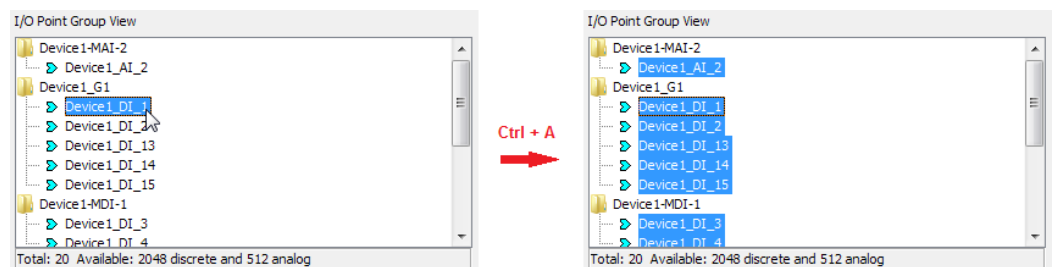 I/O Point Group View
Device1-MAI-2
Device1_AI_2
Device1_G1
Device1_DI_1
Device1_DI_2
Device1_DI_13
Device1_DI_14
Device1_DI_15
Device1-MDI-1
Device1_DI_3
Device1_DI_4
Total: 20 Available: 2048 discrete and 512 analog
Ctrl + A
I/O Point Group View
Device1-MAI-2
Device1_AI_2
Device1_G1
Device1_DI_1
Device1_DI_2
Device1_DI_13
Device1_DI_14
Device1_DI_15
Device1-MDI-1
Device1_DI_3
Device1_DI_4
Total: 20 Available: 2048 discrete and 512 analog